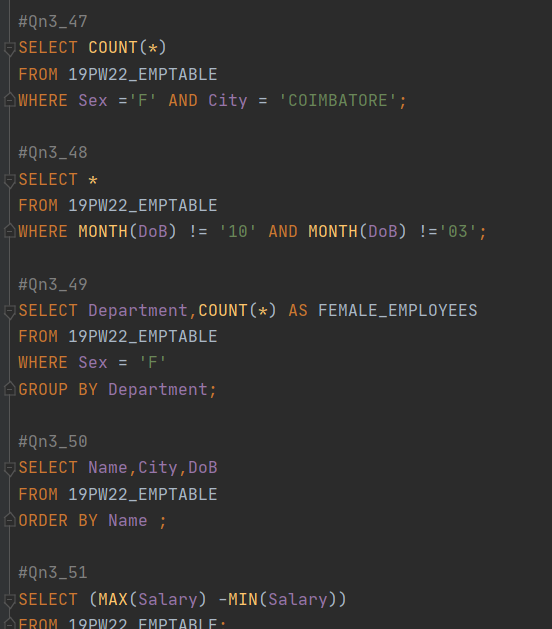 #Qn3_47
SELECT COUNT(*)
FROM 19PW22_EMPTABLE
WHERE Sex ='F' AND City = 'COIMBATORE';
#Qn3_48
SELECT *
FROM 19PW22_EMPTABLE
WHERE MONTH(DoB) != '10' AND MONTH(DoB) !='03';
#Qn3_49
SELECT Department,COUNT(*) AS FEMALE_EMPLOYEES
FROM 19PW22_EMPTABLE
WHERE Sex = 'F'
GROUP BY Department;
#Qn3_50
SELECT Name,City,DoB
FROM 19PW22_EMPTABLE
ORDER BY Name ;
#Qn3_51
SELECT (MAX(Salary) -MIN(Salary))
FROM 19PW22_EMPTABLE;